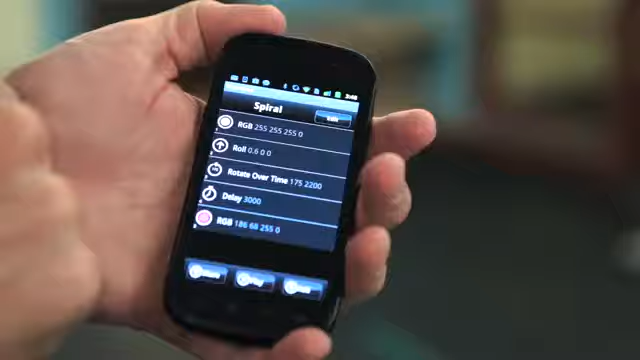 Spiral
RGB 255 255 255 0
Roll 0.6 0 0
Rotate Over Time 175 2200
Delay 3000
RGB 186 68 255 0